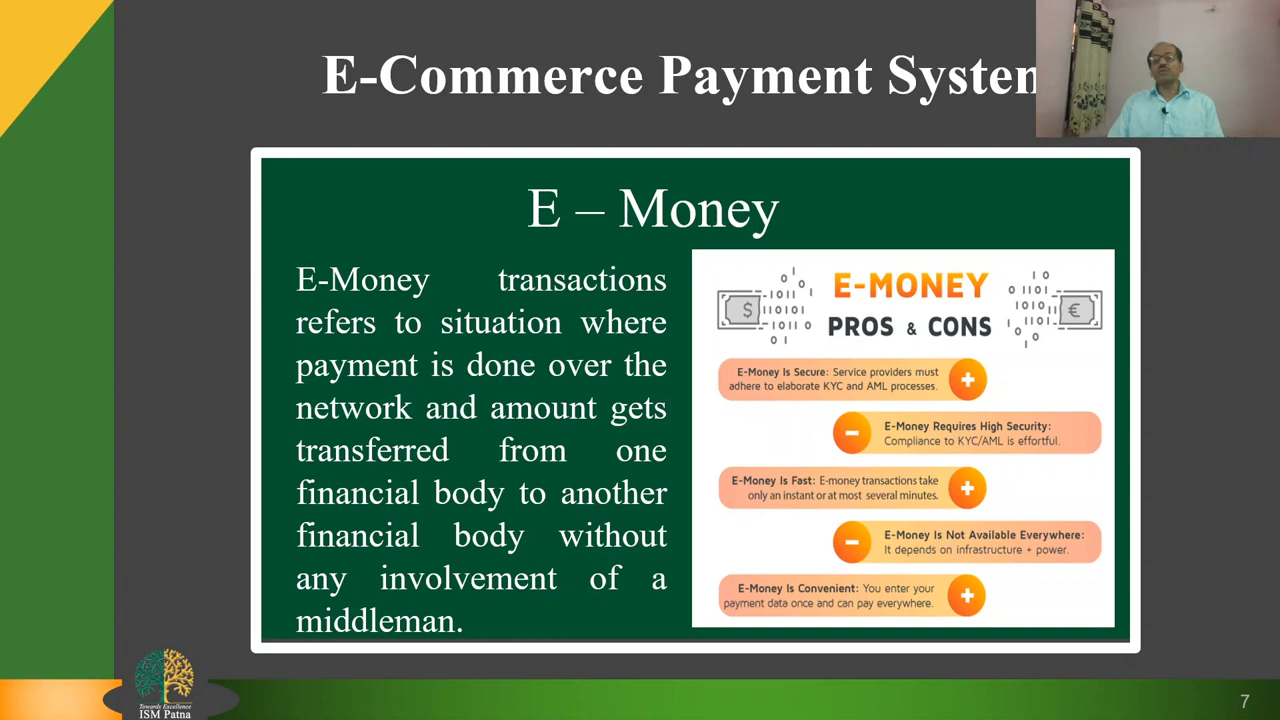 E-Commerce Payment System
E – Money
E-Money transactions
refers to situation where
payment is done over the
network and amount gets
transferred from one
financial body to another
financial body without
any involvement of a
middleman.
E-MONEY
PROS & CONS
E-Money Is Secure: Service providers must
adhere to elaborate KYC and AML processes.
E-Money Requires High Security:
Compliance to KYC/AML is effortful.
E-Money Is Fast: E-money transactions take
only an instant or at most several minutes.
E-Money Is Not Available Everywhere:
It depends on infrastructure + power.
E-Money Is Convenient: You enter your
payment data once and can pay everywhere.
Towards Excellence
ISM Patna
7